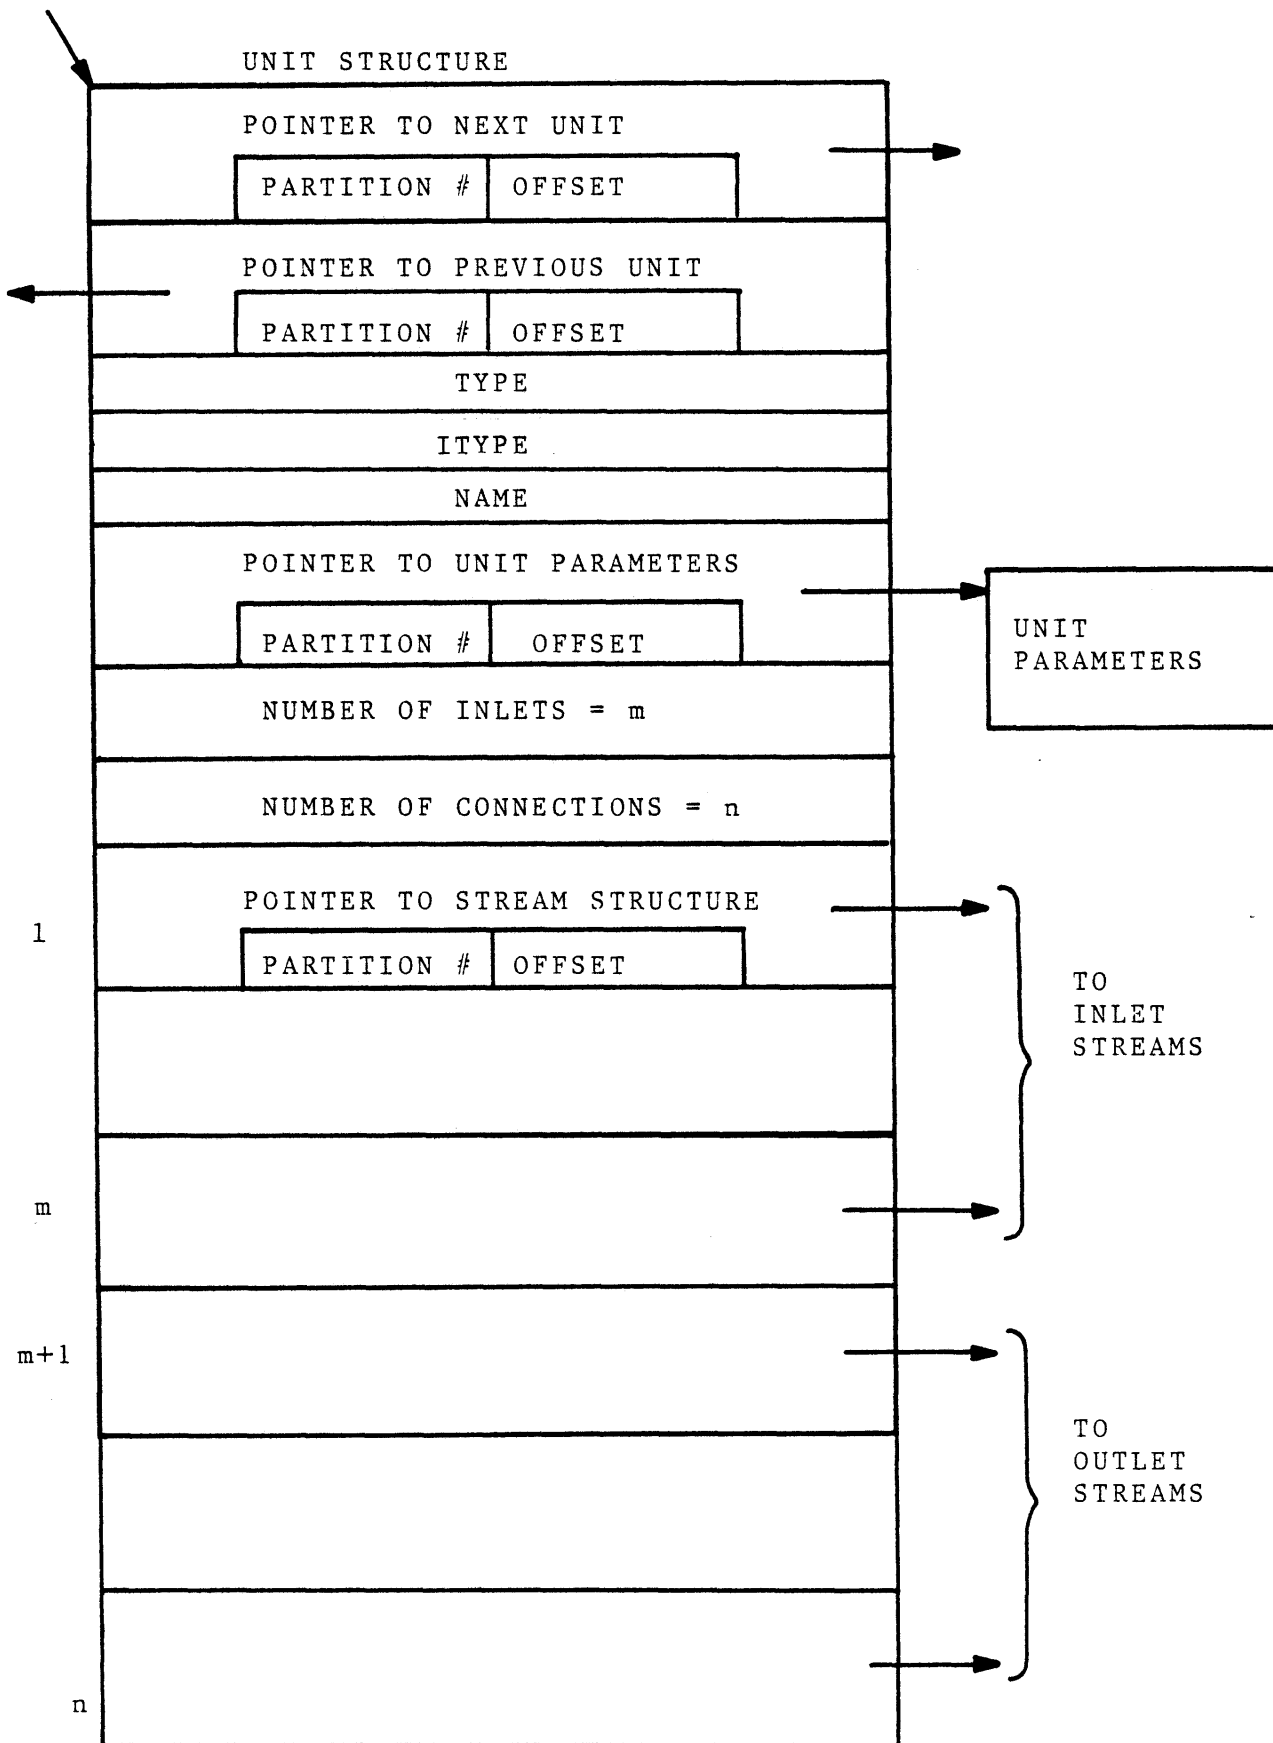 UNIT STRUCTURE
POINTER TO NEXT UNIT
PARTITION # OFFSET
POINTER TO PREVIOUS UNIT
PARTITION # OFFSET
TYPE
ITYPE
NAME
POINTER TO UNIT PARAMETERS
PARTITION # OFFSET
UNIT
PARAMETERS
NUMBER OF INLETS = m
NUMBER OF CONNECTIONS = n
POINTER TO STREAM STRUCTURE
1
PARTITION # OFFSET
TO
INLET
STREAMS
m
m+1
TO
OUTLET
STREAMS
n